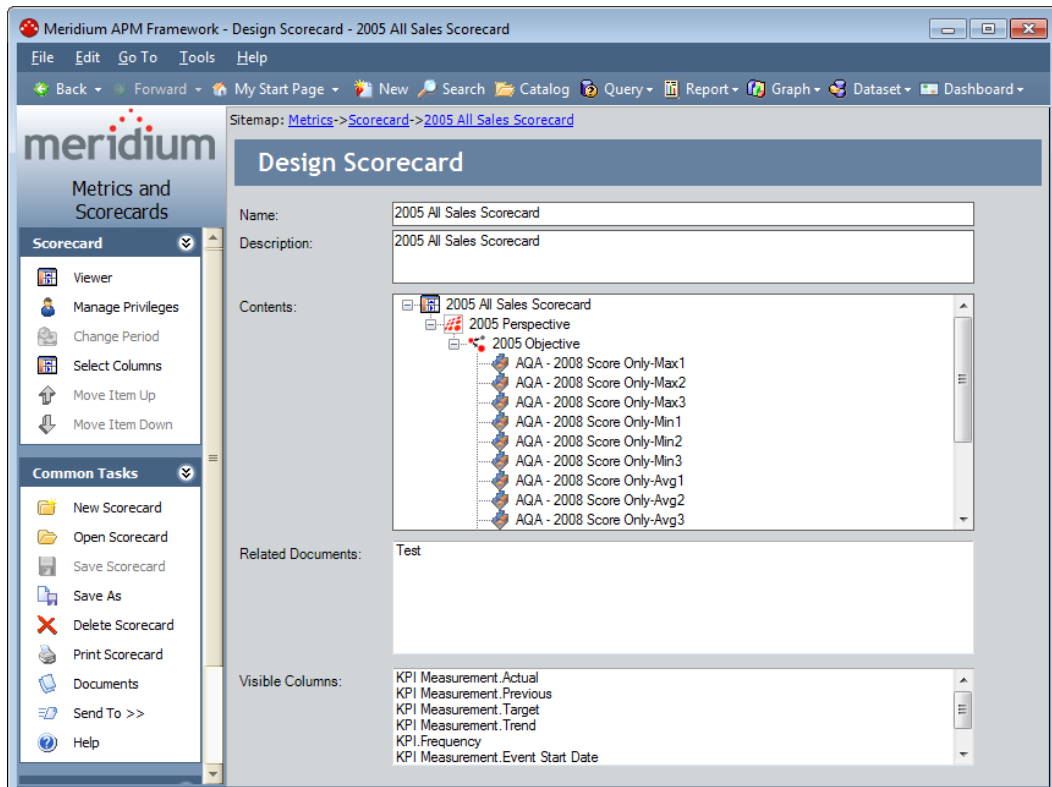 Meridium APM Framework - Design Scorecard - 2005 All Sales Scorecard
File Edit Go To Tools Help
Back Forward My Start Page New Search Catalog Query Report Graph Dataset Dashboard
meridium
Metrics and
Scorecards
Scorecard
Viewer
Manage Privileges
Change Period
Select Columns
Move Item Up
Move Item Down
Common Tasks
New Scorecard
Open Scorecard
Save Scorecard
Save As
Delete Scorecard
Print Scorecard
Documents
Send To >>
Help
Sitemap: Metrics->Scorecard->2005 All Sales Scorecard
Design Scorecard
Name: 2005 All Sales Scorecard
Description: 2005 All Sales Scorecard
Contents: 2005 All Sales Scorecard
2005 Perspective
2005 Objective
AQA - 2008 Score Only-Max1
AQA - 2008 Score Only-Max2
AQA - 2008 Score Only-Max3
AQA - 2008 Score Only-Min1
AQA - 2008 Score Only-Min2
AQA - 2008 Score Only-Min3
AQA - 2008 Score Only-Avg1
AQA - 2008 Score Only-Avg2
AQA - 2008 Score Only-Avg3
Related Documents: Test
Visible Columns: KPI Measurement.Actual
KPI Measurement.Previous
KPI Measurement.Target
KPI Measurement.Trend
KPI.Frequency
KPI Measurement.Event Start Date